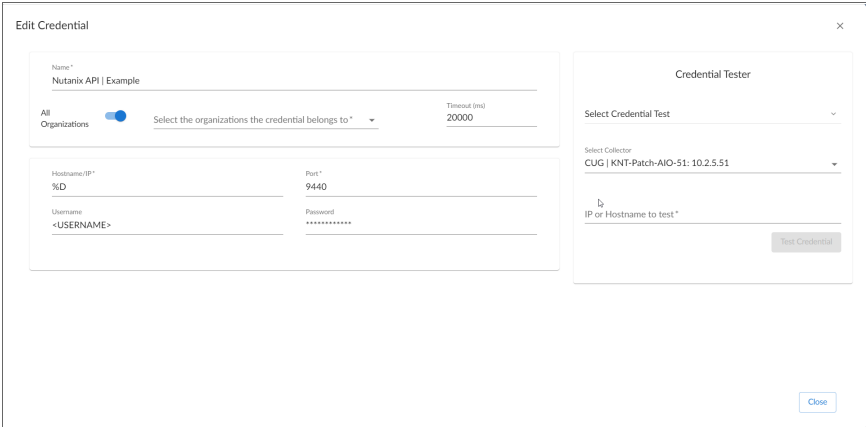 Edit Credential
Name*
Nutanix API | Example
All
Organizations
Select the organizations the credential belongs to*
Timeout (ms)
20000
Hostname/IP*
%D
Port*
9440
Username
<USERNAME>
Password
************
Credential Tester
Select Credential Test
Select Collector
CUG | KNT-Patch-AIO-51: 10.2.5.51
IP or Hostname to test*
Test Credential
Close